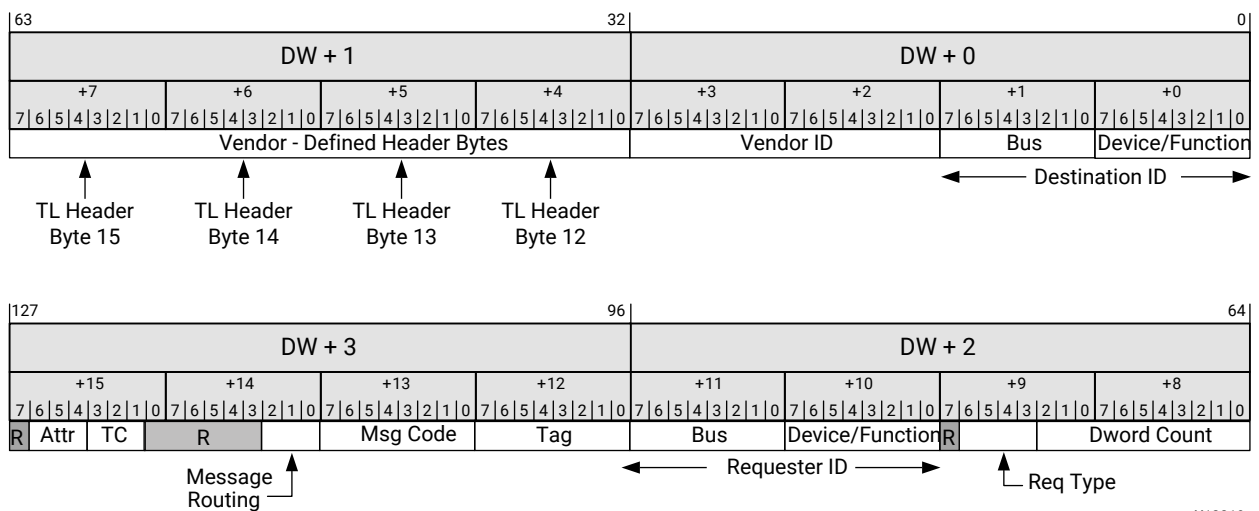 63 32 0
DW + 1 DW + 0
+7 +6 +5 +4 +3 +2 +1 +0
7 6 5 4 3 2 1 0 7 6 5 4 3 2 1 0 7 6 5 4 3 2 1 0 7 6 5 4 3 2 1 0 7 6 5 4 3 2 1 0 7 6 5 4 3 2 1 0 7 6 5 4 3 2 1 0 7 6 5 4 3 2 1 0
Vendor - Defined Header Bytes Vendor ID Bus Device/Function
Destination ID
TL Header TL Header TL Header TL Header
Byte 15 Byte 14 Byte 13 Byte 12
127 96 64
DW + 3 DW + 2
+15 +14 +13 +12 +11 +10 +9 +8
7 6 5 4 3 2 1 0 7 6 5 4 3 2 1 0 7 6 5 4 3 2 1 0 7 6 5 4 3 2 1 0 7 6 5 4 3 2 1 0 7 6 5 4 3 2 1 0 7 6 5 4 3 2 1 0 7 6 5 4 3 2 1 0
R Attr TC R Msg Code Tag Bus Device/Function R Dword Count
Message Requester ID Req Type
Routing